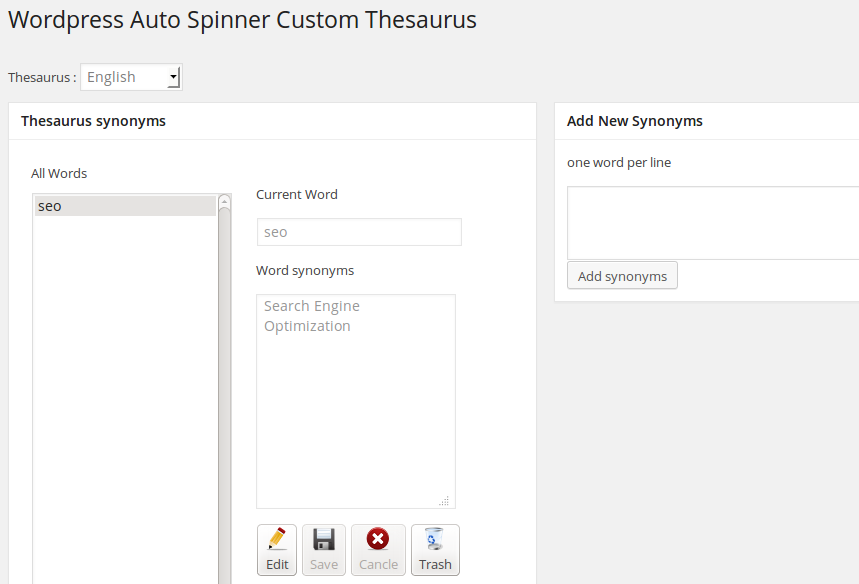 Wordpress Auto Spinner Custom Thesaurus
Thesaurus : English
Thesaurus synonyms
All Words
seo
Current Word
seo
Word synonyms
Search Engine
Optimization
Edit Save Cancle Trash
Add New Synonyms
one word per line
Add synonyms